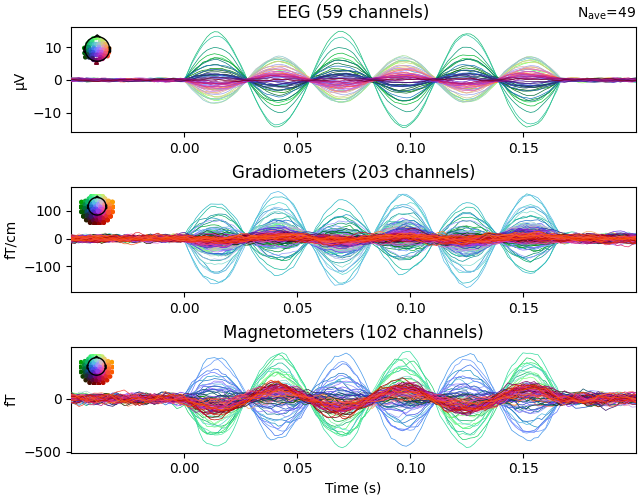 EEG (59 channels)
Nave=49
10
0
−10
µV
0.00 0.05 0.10 0.15
Gradiometers (203 channels)
100
0
−100
fT/cm
0.00 0.05 0.10 0.15
Magnetometers (102 channels)
0
−500
fT
0.00 0.05 0.10 0.15
Time (s)